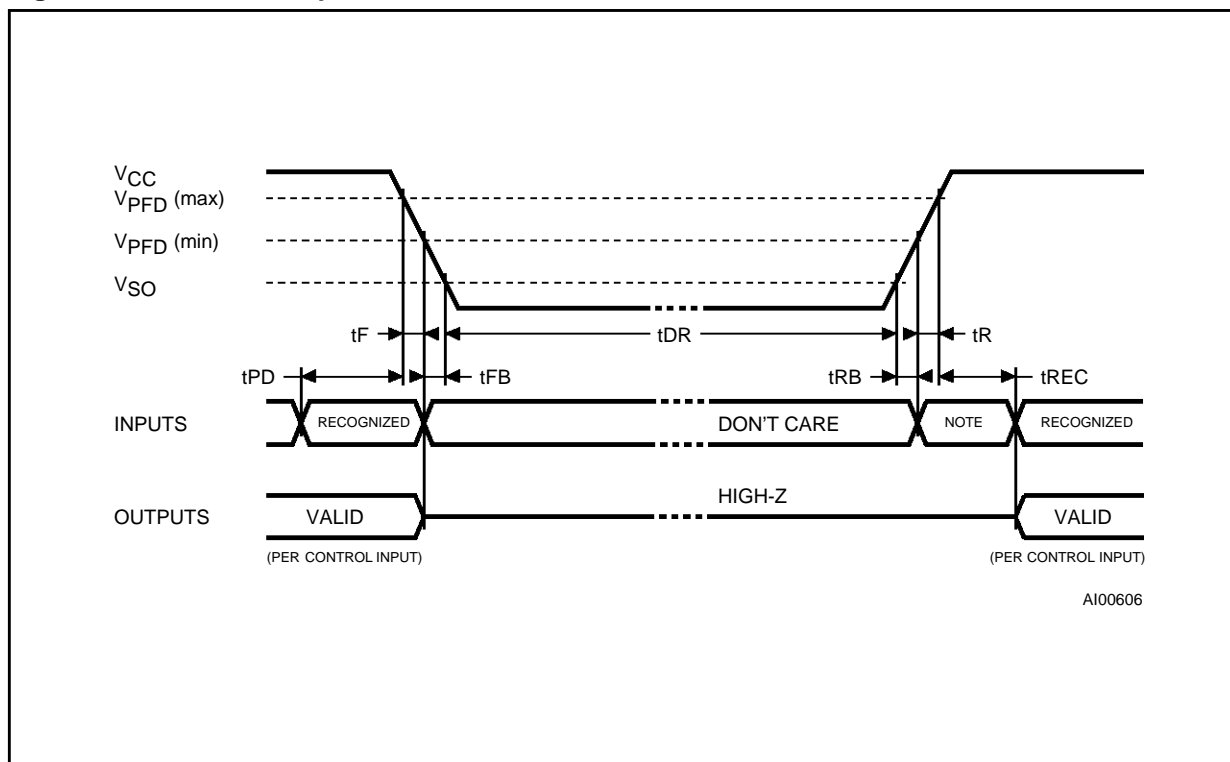 VCC
VPFD (max)
VPFD (min)
VSO
tF
tDR
tR
tPD
tFB
tRB
tREC
INPUTS
RECOGNIZED
DON'T CARE
NOTE
RECOGNIZED
HIGH-Z
OUTPUTS
VALID
VALID
(PER CONTROL INPUT)
(PER CONTROL INPUT)
AI00606